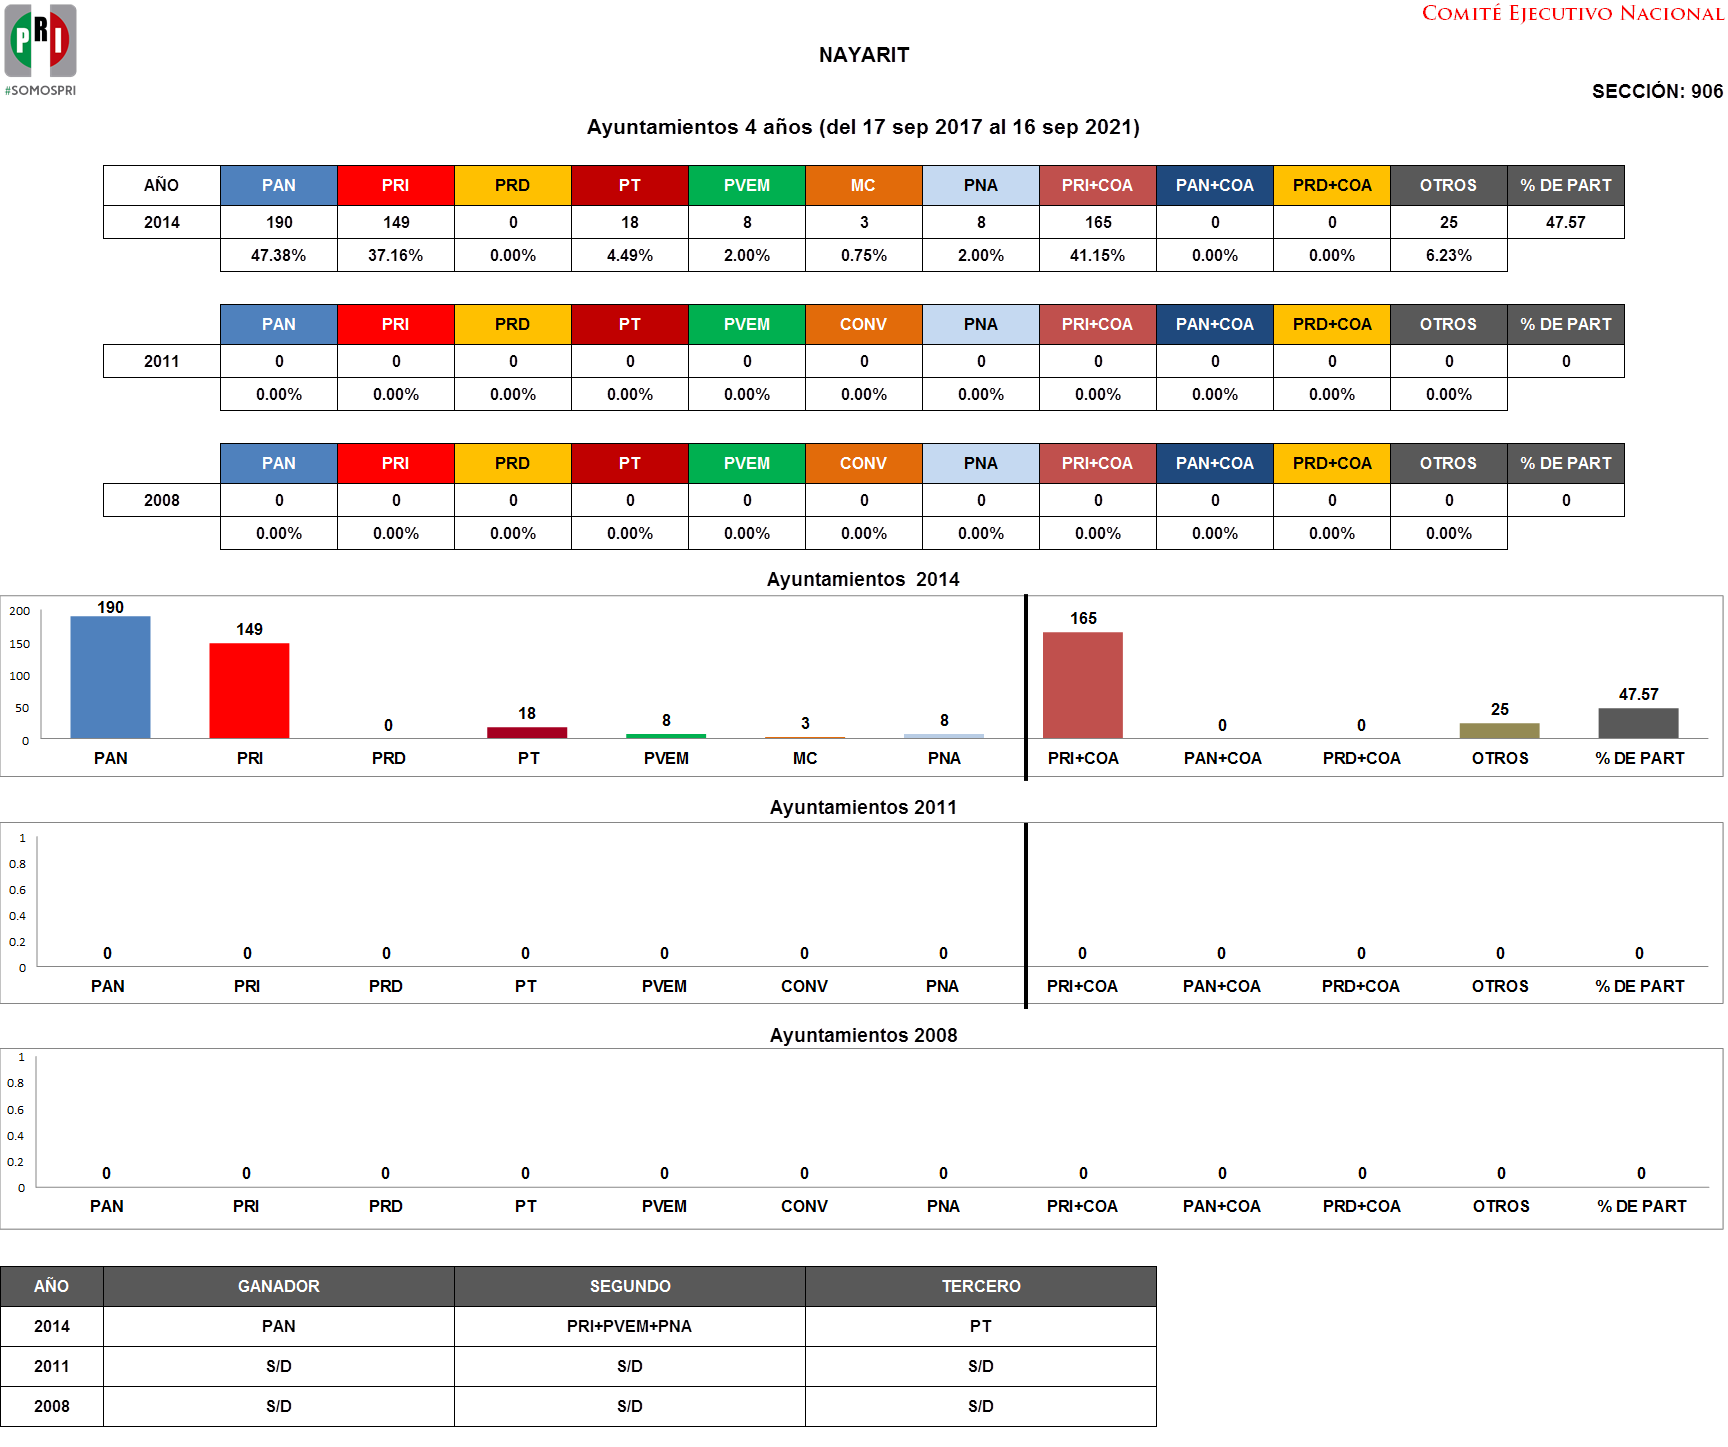 COMITÉ EJECUTIVO NACIONAL
PRI
#SOMOSPRI
NAYARIT
SECCIÓN: 906
Ayuntamientos 4 años (del 17 sep 2017 al 16 sep 2021)
AÑO PAN PRI PRD PT PVEM MC PNA PRI+COA PAN+COA PRD+COA OTROS % DE PART
2014 190 149 0 18 8 3 8 165 0 0 25 47.57
47.38% 37.16% 0.00% 4.49% 2.00% 0.75% 2.00% 41.15% 0.00% 0.00% 6.23%
PAN PRI PRD PT PVEM CONV PNA PRI+COA PAN+COA PRD+COA OTROS % DE PART
2011 0 0 0 0 0 0 0 0 0 0 0 0
0.00% 0.00% 0.00% 0.00% 0.00% 0.00% 0.00% 0.00% 0.00% 0.00% 0.00%
PAN PRI PRD PT PVEM CONV PNA PRI+COA PAN+COA PRD+COA OTROS % DE PART
2008 0 0 0 0 0 0 0 0 0 0 0 0
0.00% 0.00% 0.00% 0.00% 0.00% 0.00% 0.00% 0.00% 0.00% 0.00% 0.00%
Ayuntamientos 2014
200
150
100
50
0
190 149 0 18 8 3 8 165 0 0 25 47.57
PAN PRI PRD PT PVEM MC PNA PRI+COA PAN+COA PRD+COA OTROS % DE PART
Ayuntamientos 2011
1
0.8
0.6
0.4
0.2
0
0 0 0 0 0 0 0 0 0 0 0 0
PAN PRI PRD PT PVEM CONV PNA PRI+COA PAN+COA PRD+COA OTROS % DE PART
Ayuntamientos 2008
1
0.8
0.6
0.4
0.2
0
0 0 0 0 0 0 0 0 0 0 0 0
PAN PRI PRD PT PVEM CONV PNA PRI+COA PAN+COA PRD+COA OTROS % DE PART
AÑO GANADOR SEGUNDO TERCERO
2014 PAN PRI+PVEM+PNA PT
2011 S/D S/D S/D
2008 S/D S/D S/D